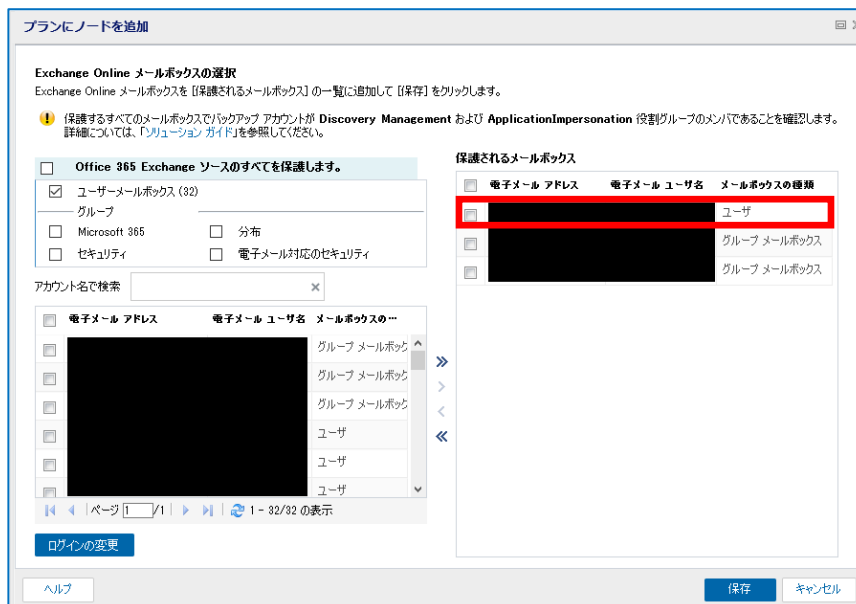 プランにノードを追加
Exchange Online メールボックスの選択
Exchange Online メールボックスを [保護されるメールボックス] の一覧に追加して [保存] をクリックします。
保護するすべてのメールボックスでバックアップ アカウントが Discovery Management および ApplicationImpersonation 役割グループのメンバであることを確認します。
詳細については、「ソリューション ガイド」を参照してください。
Office 365 Exchange ソースのすべてを保護します。
ユーザーメールボックス (32)
グループ
Microsoft 365 分布
セキュリティ 電子メール対応のセキュリティ
アカウント名で検索
電子メール アドレス 電子メール ユーザ名 メールボックスの…
グループ メールボック
グループ メールボック
グループ メールボック
ユーザ
ユーザ
ユーザ
ページ 1 /1 1 - 32/32 の表示
ログインの変更
保護されるメールボックス
電子メール アドレス 電子メール ユーザ名 メールボックスの種類
ユーザ
グループ メールボックス
グループ メールボックス
ヘルプ 保存 キャンセル